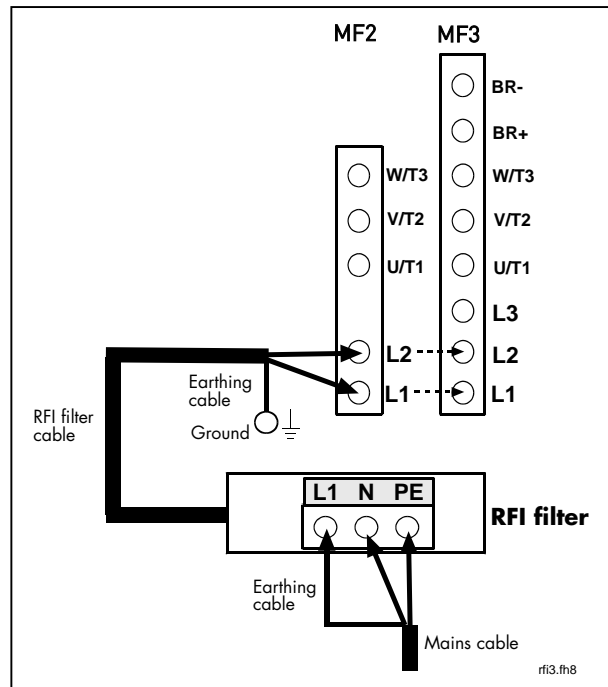 MF2
MF3
BR-
BR+
W/T3
W/T3
V/T2
V/T2
U/T1
U/T1
L3
L2
L2
L1
L1
Earthing
cable
Ground
RFI filter
cable
L1 N PE
RFI filter
Earthing
cable
Mains cable
rfi3.fh8